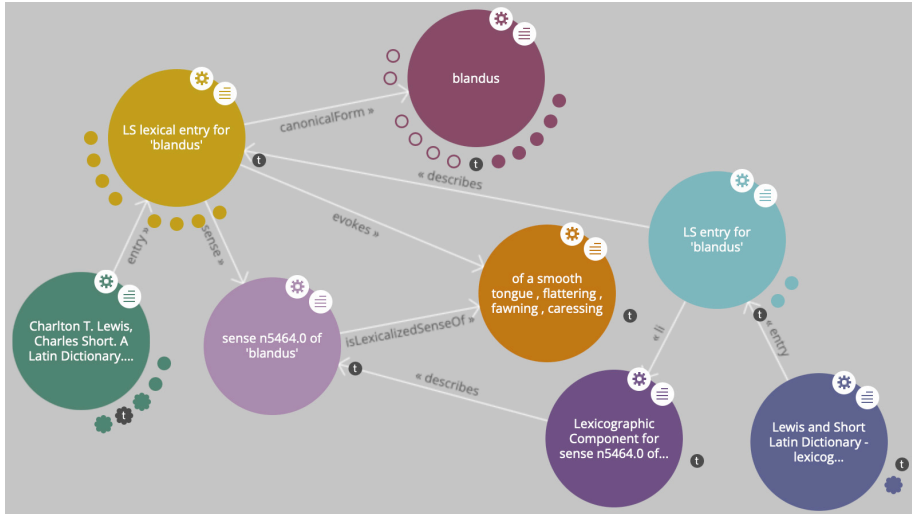 blandus
LS lexical entry for
'blandus'
canonicalForm »
t
t
« describes
LS entry for
'blandus'
evokes »
entry »
sense »
of a smooth
tongue , flattering ,
fawning , caressing
t
t
Charlton T. Lewis,
Charles Short. A
Latin Dictionary....
sense n5464.0 of
'blandus'
isLexicalizedSenseOf »
« li
« entry
t
« describes
t
Lexicographic
Component for
sense n5464.0 of...
t
Lewis and Short
Latin Dictionary -
lexicog...
t